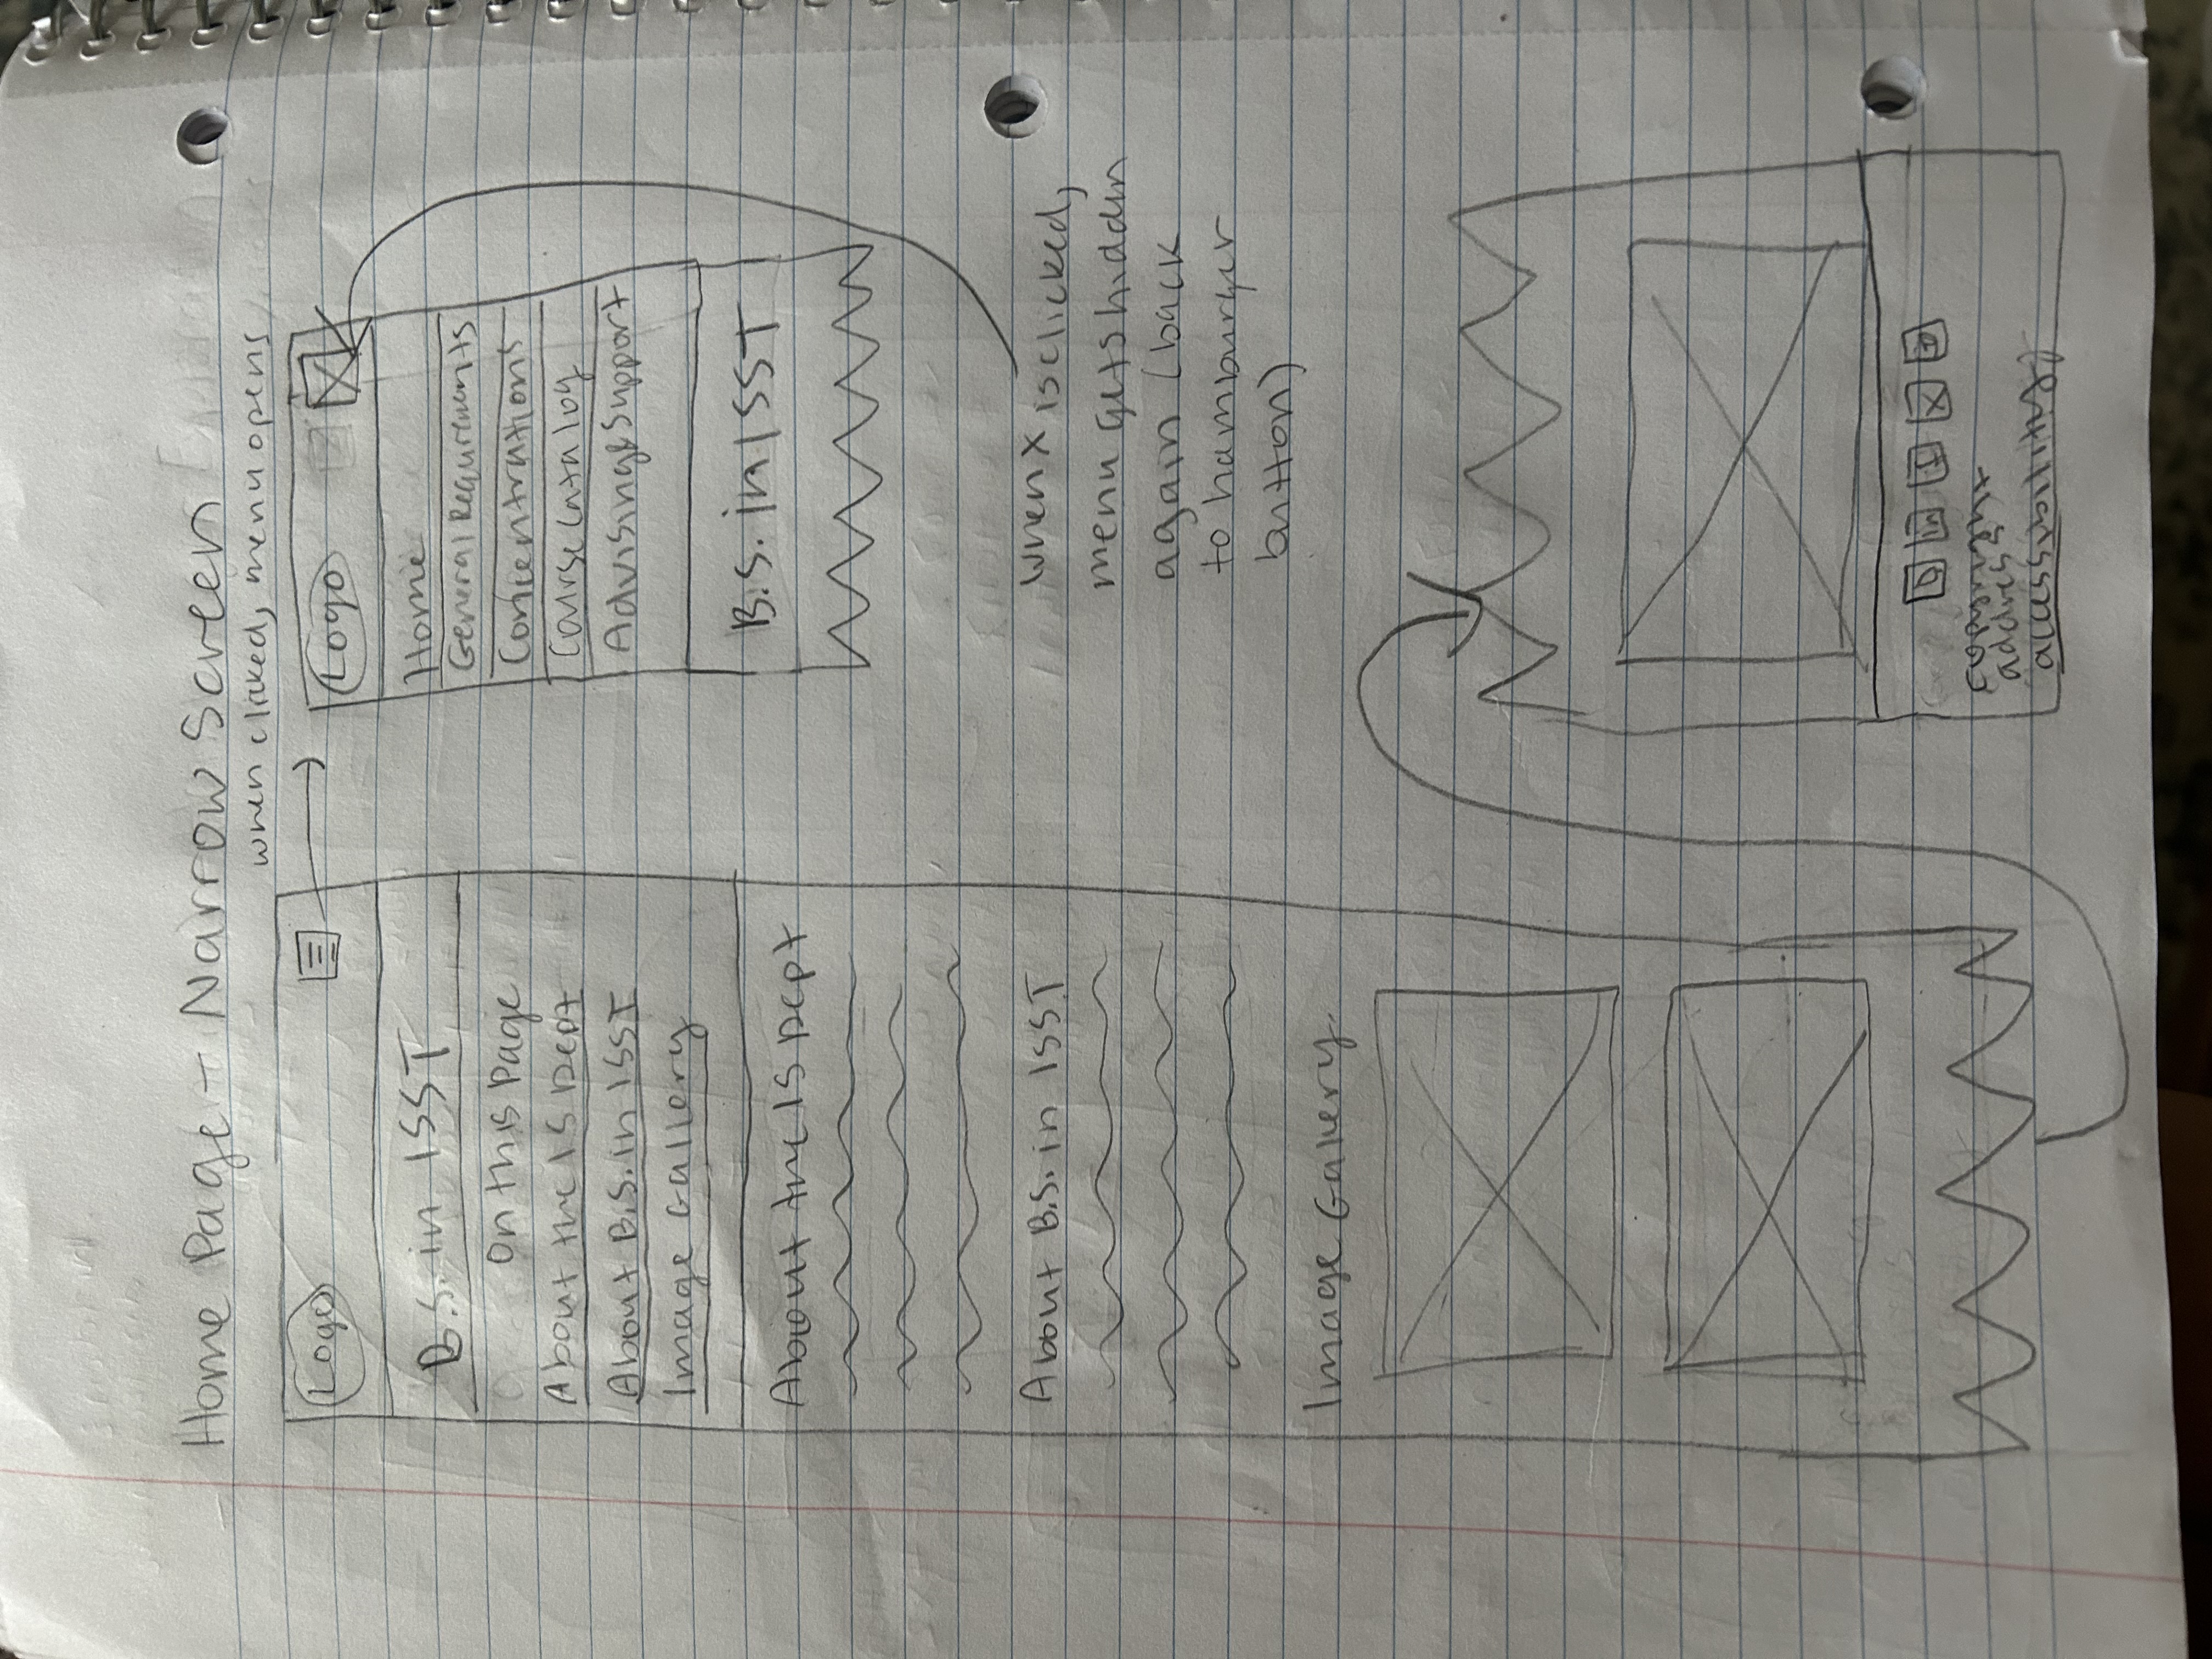 Home Page - Narrow Screen
when clicked, menu opens
Logo
B.S. in ISST
On this Page
About the IS Dept
About B.S. in ISST
Image Gallery
About the IS Dept
About B.S. in ISST
Image Gallery.
Logo
Home
General Requirements
Concentrations
Course Catalog
Advising & Support
B.S. in ISST
when X is clicked,
menu gets hidden
again (back
to hamburger
button)
in f X
copyright
address
accessibility